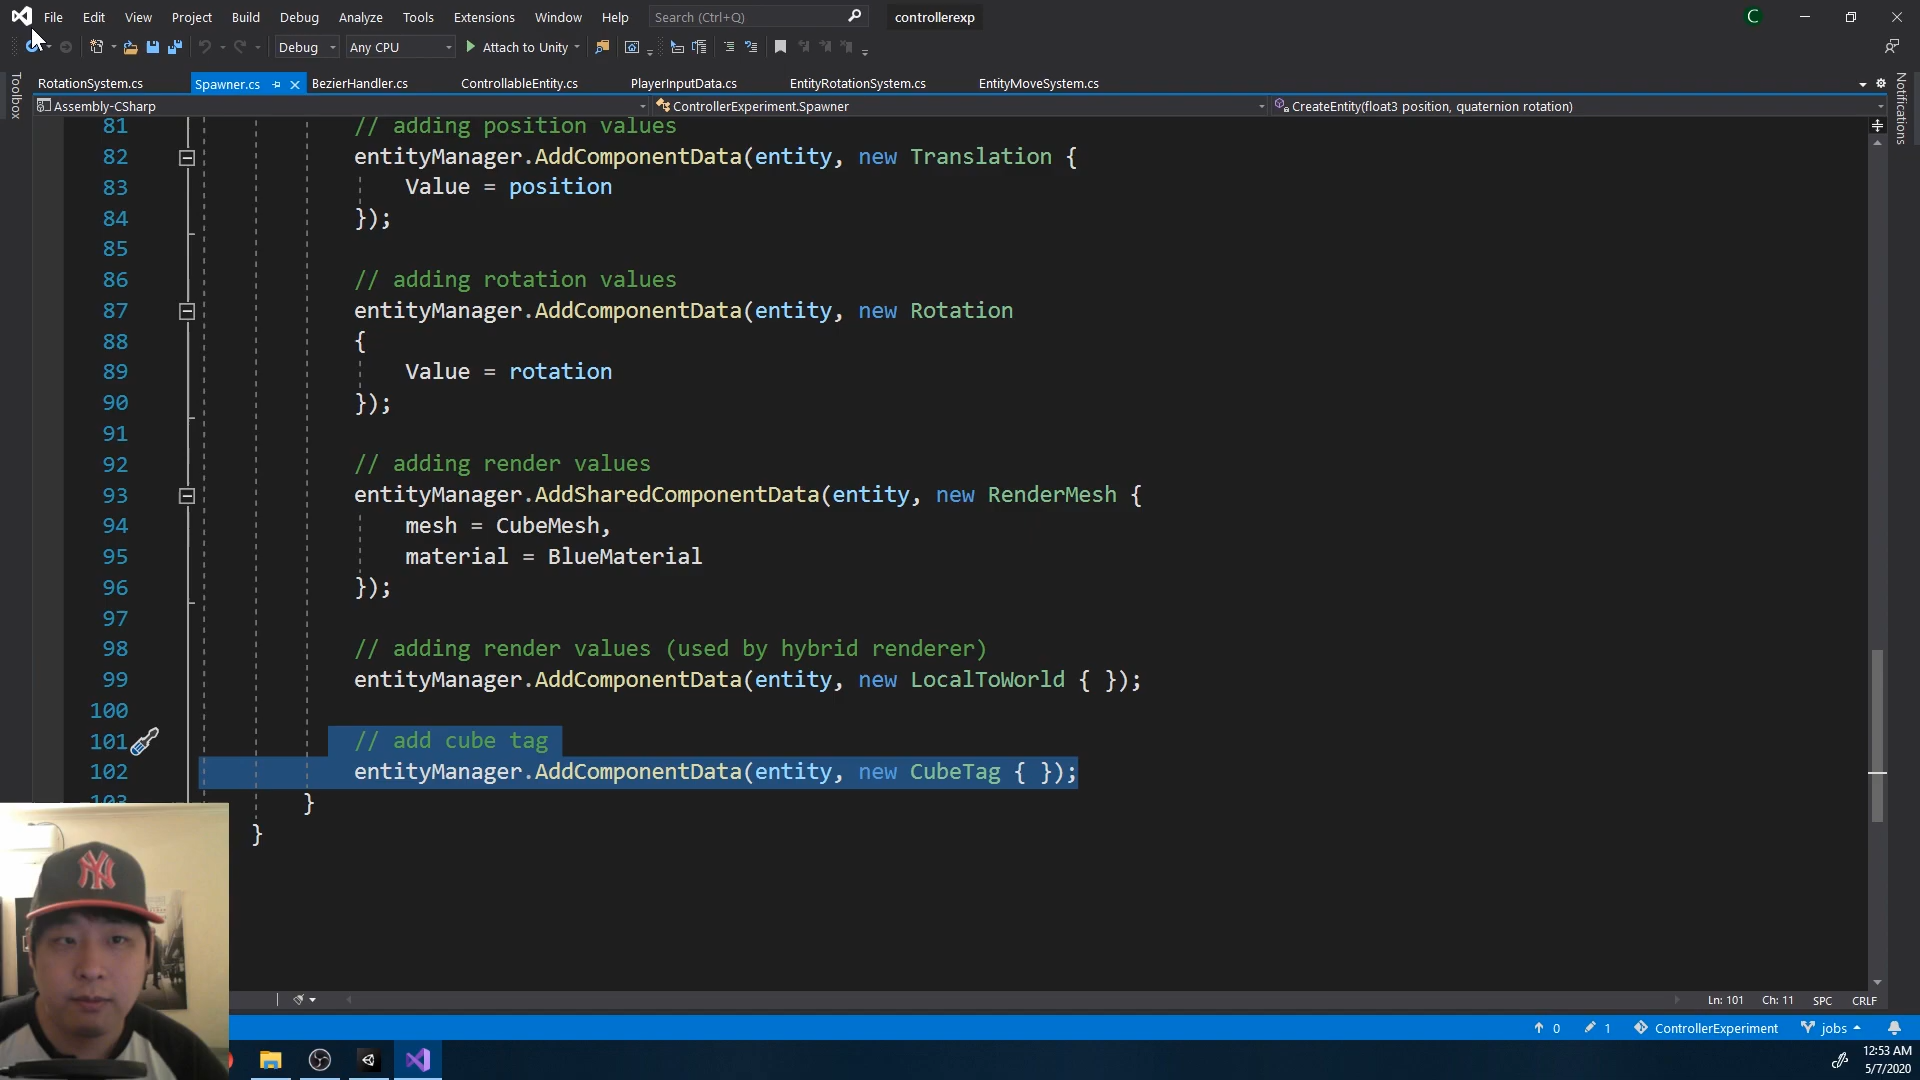 File Edit View Project Build Debug Analyze Tools Extensions Window Help Search (Ctrl+Q) controllerexp C
Debug Any CPU Attach to Unity
RotationSystem.cs Spawner.cs BezierHandler.cs ControllableEntity.cs PlayerInputData.cs EntityRotationSystem.cs EntityMoveSystem.cs
Toolbox
Notifications
Assembly-CSharp ControllerExperiment.Spawner CreateEntity(float3 position, quaternion rotation)
81 // adding position values
82 entityManager.AddComponentData(entity, new Translation {
83 Value = position
84 });
85
86 // adding rotation values
87 entityManager.AddComponentData(entity, new Rotation
88 {
89 Value = rotation
90 });
91
92 // adding render values
93 entityManager.AddSharedComponentData(entity, new RenderMesh {
94 mesh = CubeMesh,
95 material = BlueMaterial
96 });
97
98 // adding render values (used by hybrid renderer)
99 entityManager.AddComponentData(entity, new LocalToWorld { });
100
101 // add cube tag
102 entityManager.AddComponentData(entity, new CubeTag { });
103 }
}
NY
Ln: 101 Ch: 11 SPC CRLF
0 1 ControllerExperiment jobs
12:53 AM
5/7/2020